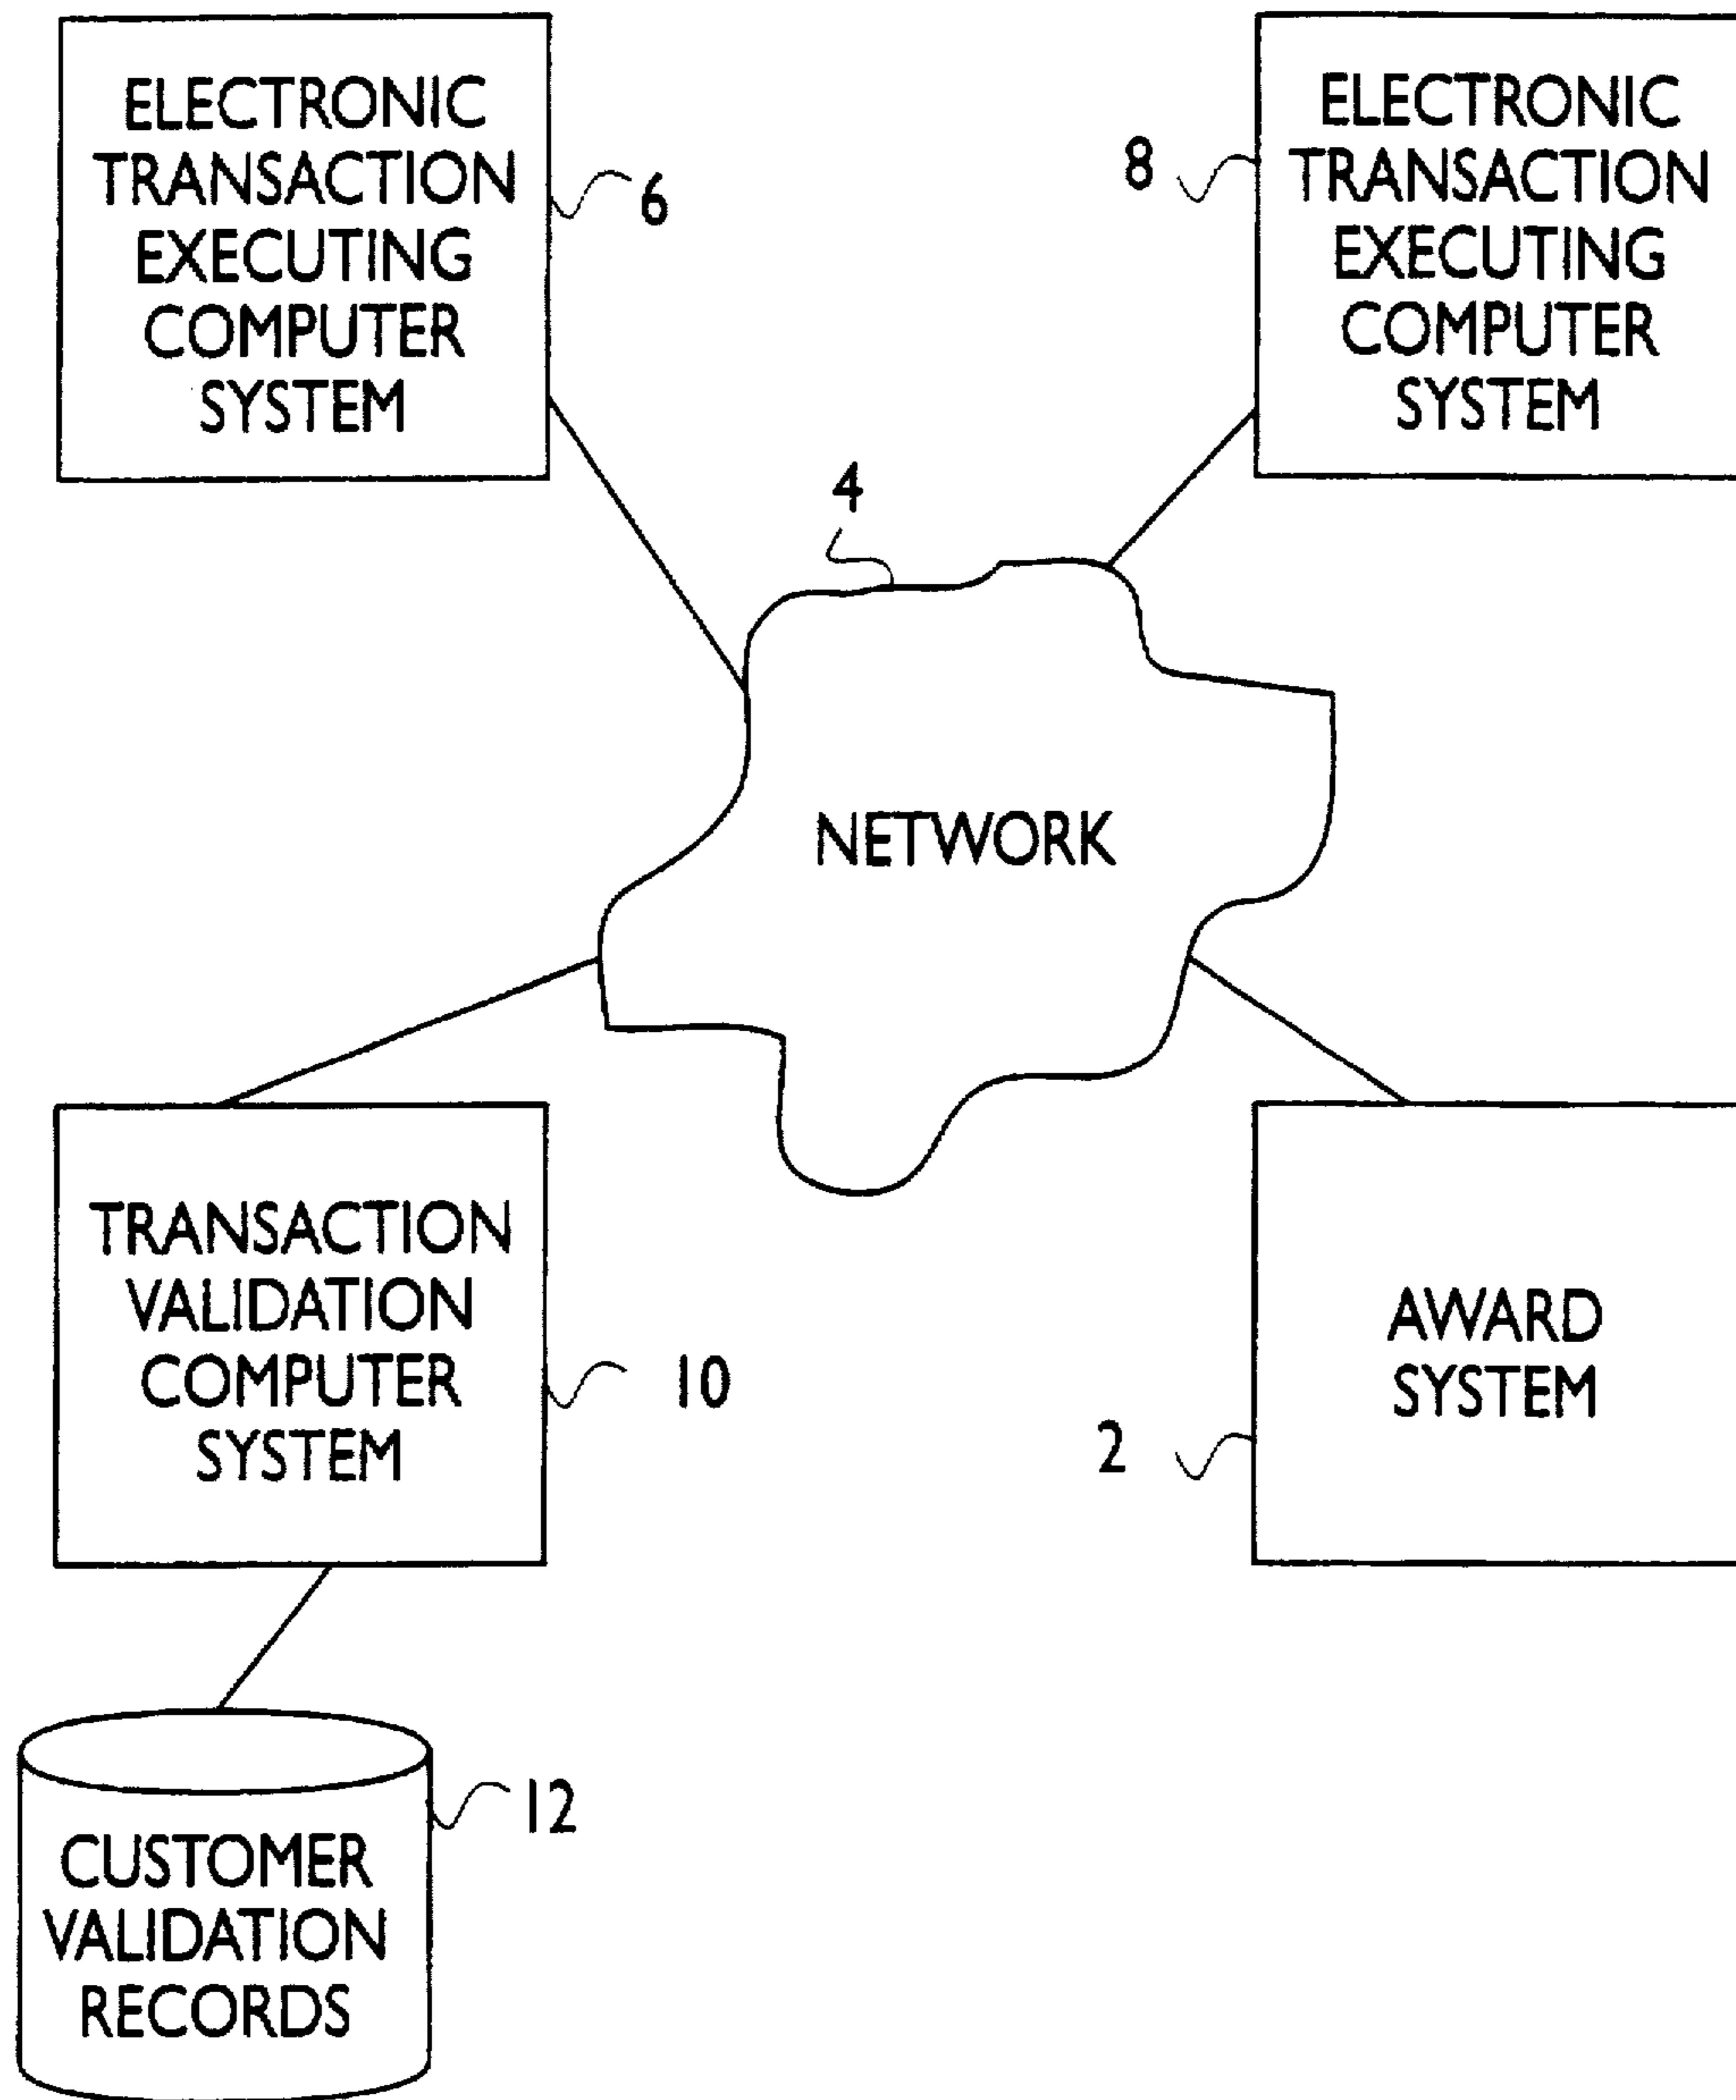 ELECTRONIC
TRANSACTION
EXECUTING
COMPUTER
SYSTEM
6
8
ELECTRONIC
TRANSACTION
EXECUTING
COMPUTER
SYSTEM
4
NETWORK
TRANSACTION
VALIDATION
COMPUTER
SYSTEM
10
2
AWARD
SYSTEM
12
CUSTOMER
VALIDATION
RECORDS